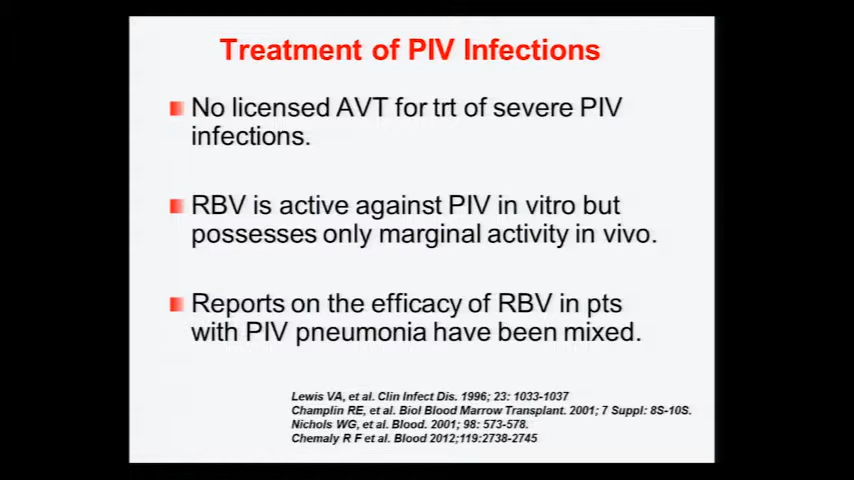 Treatment of PIV Infections
No licensed AVT for trt of severe PIV
infections.
RBV is active against PIV in vitro but
possesses only marginal activity in vivo.
Reports on the efficacy of RBV in pts
with PIV pneumonia have been mixed.
Lewis VA, et al. Clin Infect Dis. 1996; 23: 1033-1037
Champlin RE, et al. Biol Blood Marrow Transplant. 2001; 7 Suppl: 8S-10S.
Nichols WG, et al. Blood. 2001; 98: 573-578.
Chemaly R F et al. Blood 2012;119:2738-2745